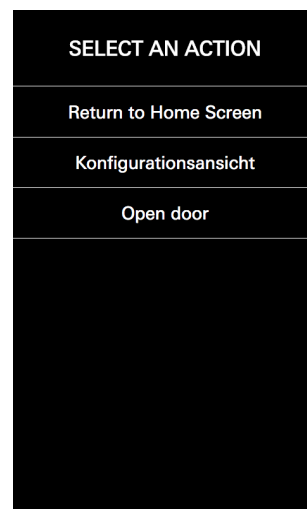 SELECT AN ACTION
Return to Home Screen
Konfigurationsansicht
Open door